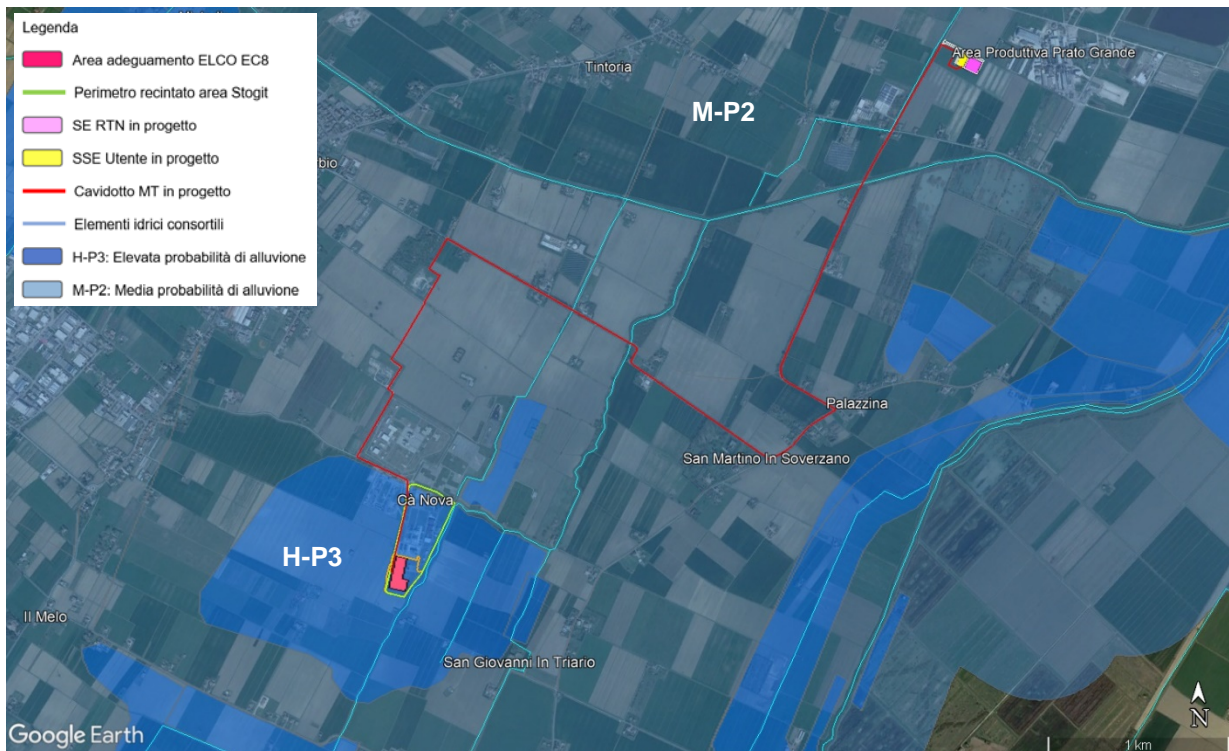 Legenda
Area adeguamento ELCO EC8
Perimetro recintato area Stogit
SE RTN in progetto
SSE Utente in progetto
Cavidotto MT in progetto
Elementi idrici consortili
H-P3: Elevata probabilità di alluvione
M-P2: Media probabilità di alluvione
Area Produttiva Prato Grande
Tintoria
M-P2
bio
Palazzina
San Martino In Soverzano
Ca Nova
H-P3
Il Melo
San Giovanni In Triario
Google Earth
N
1 km